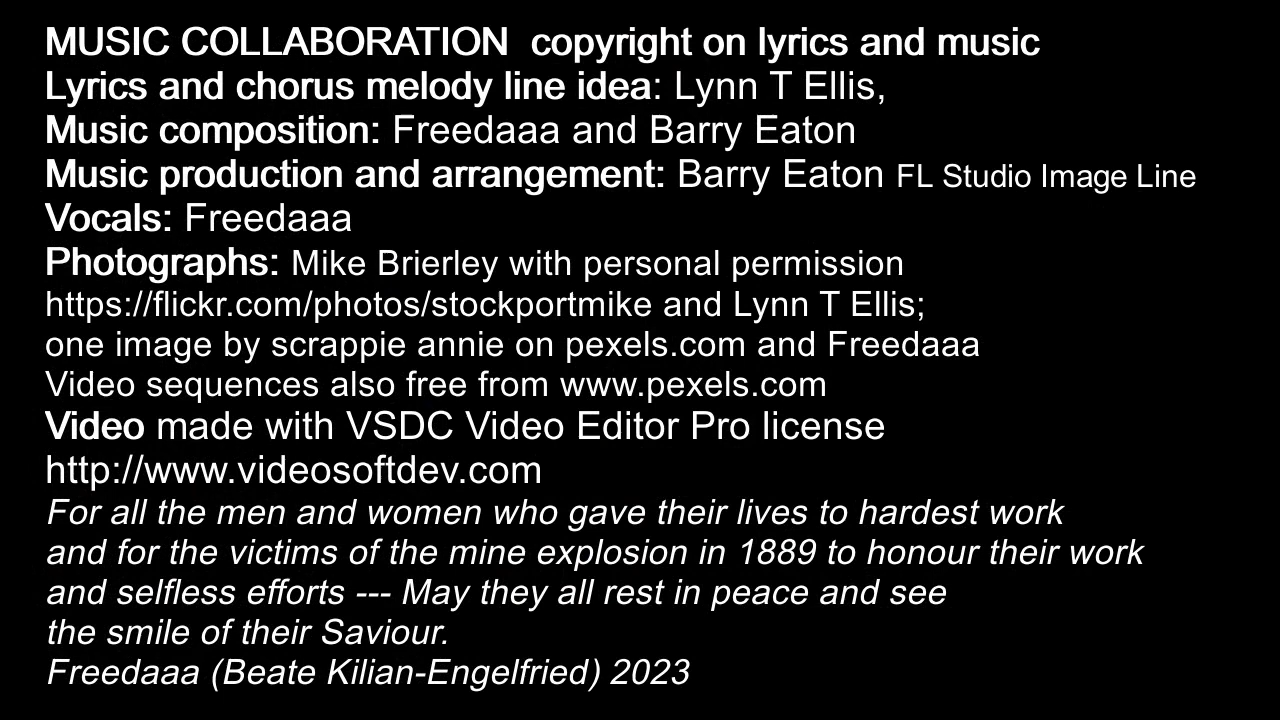 MUSIC COLLABORATION  copyright on lyrics and music
Lyrics and chorus melody line idea: Lynn T Ellis,
Music composition: Freedaaa and Barry Eaton
Music production and arrangement: Barry Eaton FL Studio Image Line
Vocals: Freedaaa
Photographs: Mike Brierley with personal permission
https://flickr.com/photos/stockportmike and Lynn T Ellis;
one image by scrappie annie on pexels.com and Freedaaa
Video sequences also free from www.pexels.com
Video made with VSDC Video Editor Pro license
http://www.videosoftdev.com
For all the men and women who gave their lives to hardest work
and for the victims of the mine explosion in 1889 to honour their work
and selfless efforts --- May they all rest in peace and see
the smile of their Saviour.
Freedaaa (Beate Kilian-Engelfried) 2023